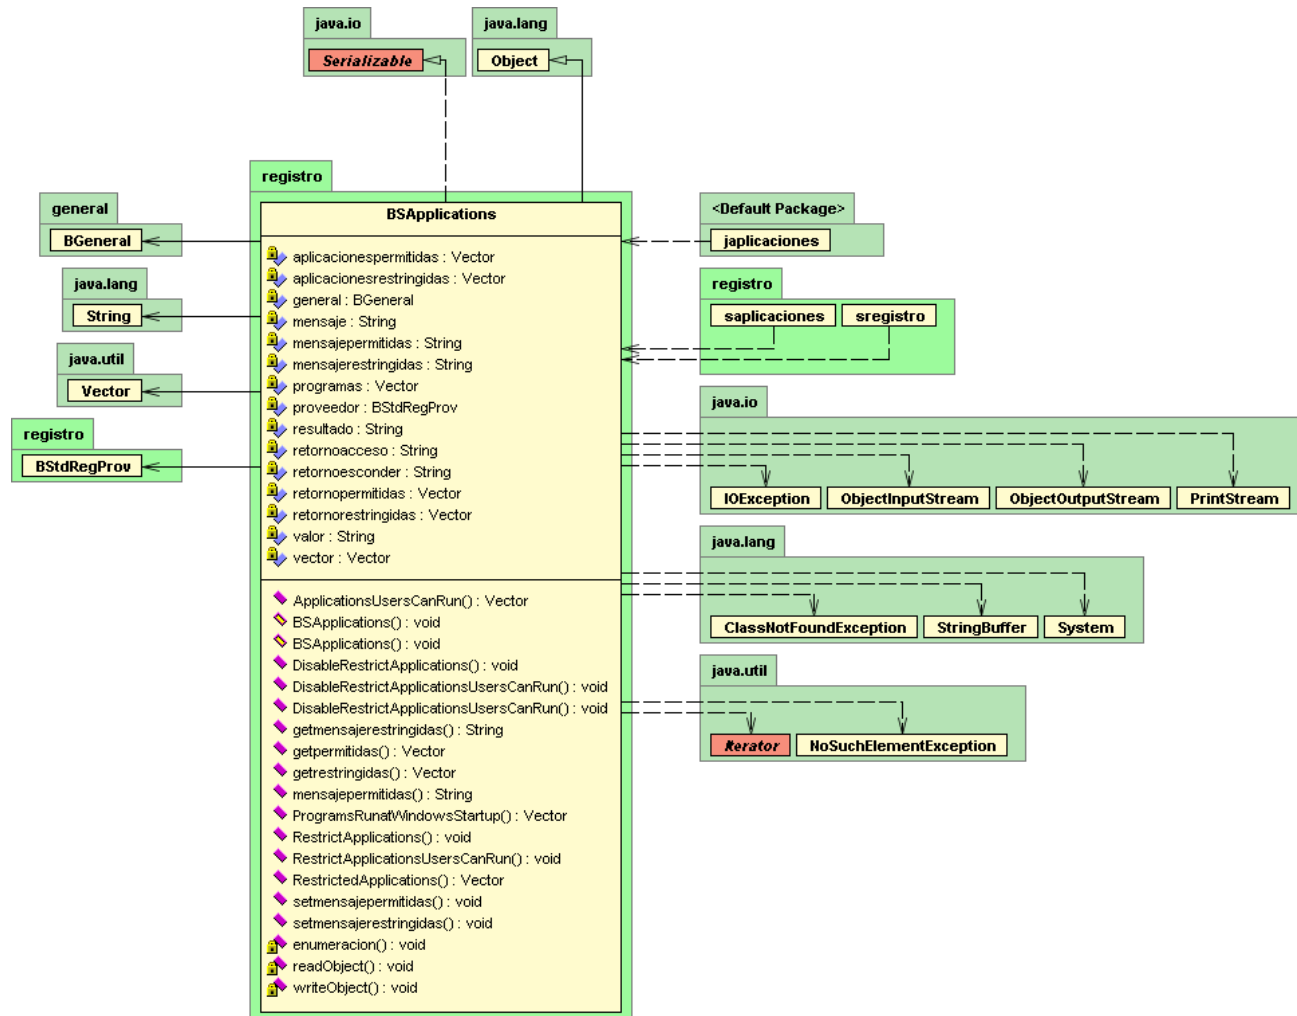 java.io
Serializable
java.lang
Object
registro
BSApplications
aplicacionespermitidas : Vector
aplicacionesrestringidas : Vector
general : BGeneral
mensaje : String
mensajepermitidas : String
mensajerestringidas : String
programas : Vector
proveedor : BStdRegProv
resultado : String
retornoacceso : String
retornoesconder : String
retornopermitidas : Vector
retornorestringidas : Vector
valor : String
vector : Vector
ApplicationsUsersCanRun() : Vector
BSApplications() : void
BSApplications() : void
DisableRestrictApplications() : void
DisableRestrictApplicationsUsersCanRun() : void
DisableRestrictApplicationsUsersCanRun() : void
getmensajerestringidas() : String
getpermitidas() : Vector
getrestringidas() : Vector
mensajepermitidas() : String
ProgramsRunatWindowsStartup() : Vector
RestrictApplications() : void
RestrictApplicationsUsersCanRun() : void
RestrictedApplications() : Vector
setmensajepermitidas() : void
setmensajerestringidas() : void
enumeracion() : void
readObject() : void
writeObject() : void
general
BGeneral
java.lang
String
java.util
Vector
registro
BStdRegProv
<Default Package>
japlicaciones
registro
saplicaciones
sregistro
java.io
IOException
ObjectInputStream
ObjectOutputStream
PrintStream
java.lang
ClassNotFoundException
StringBuffer
System
java.util
Iterator
NoSuchElementException